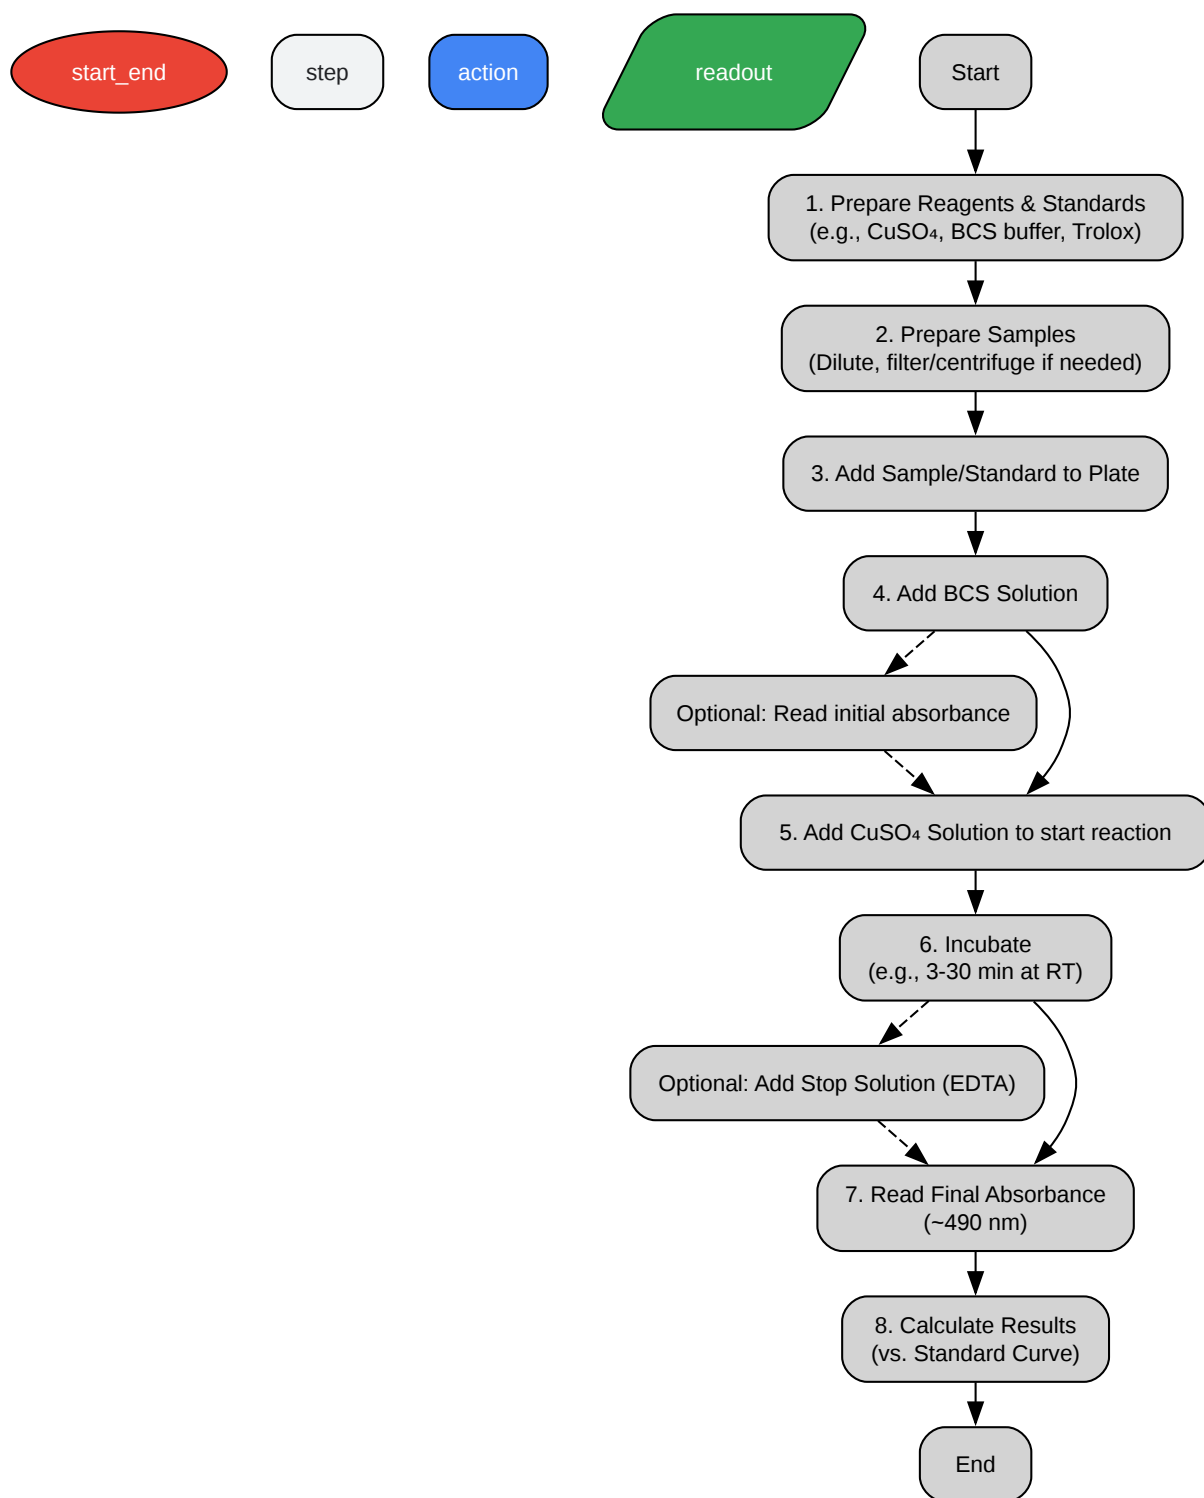 start_end
step
action
readout
Start
1. Prepare Reagents & Standards
(e.g., CuSO₄, BCS buffer, Trolox)
2. Prepare Samples
(Dilute, filter/centrifuge if needed)
3. Add Sample/Standard to Plate
4. Add BCS Solution
Optional: Read initial absorbance
5. Add CuSO₄ Solution to start reaction
6. Incubate
(e.g., 3-30 min at RT)
Optional: Add Stop Solution (EDTA)
7. Read Final Absorbance
(~490 nm)
8. Calculate Results
(vs. Standard Curve)
End